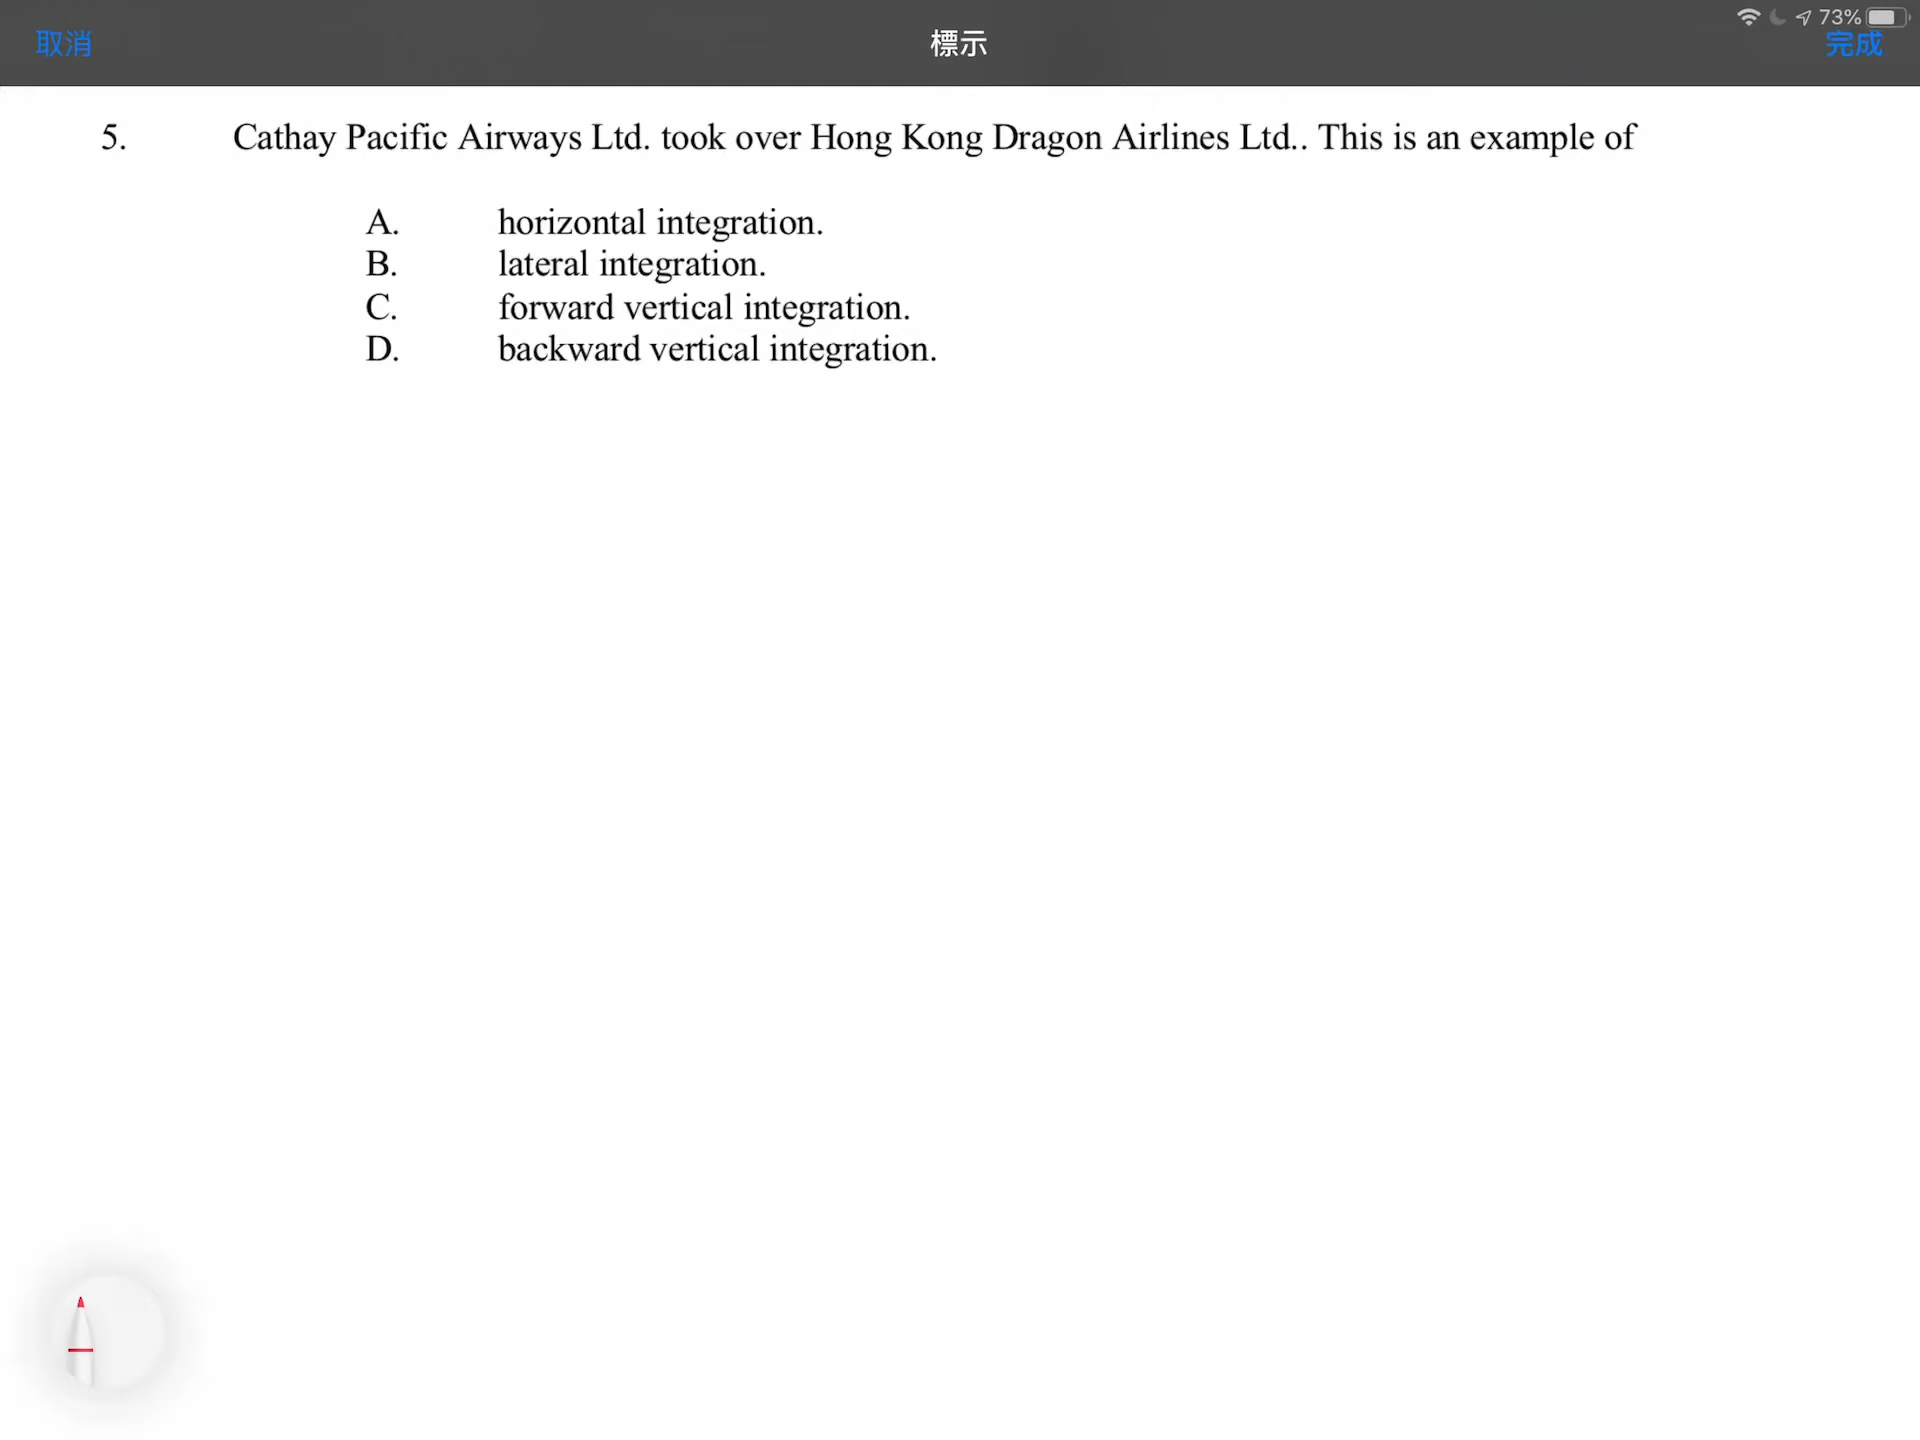 取消
標示
73%
完成
5. Cathay Pacific Airways Ltd. took over Hong Kong Dragon Airlines Ltd.. This is an example of
A. horizontal integration.
B. lateral integration.
C. forward vertical integration.
D. backward vertical integration.